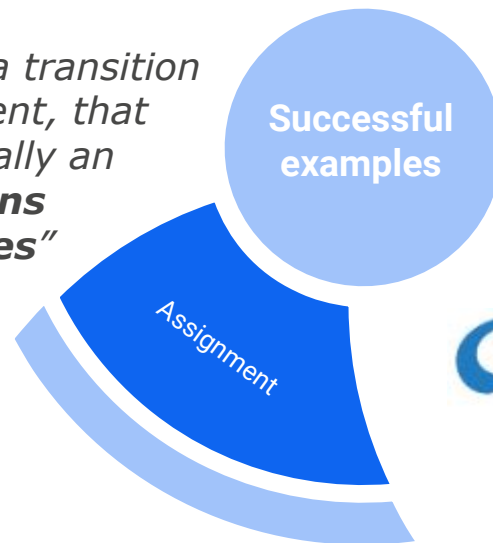 a transition
ent, that
ally an
ns
es”
Successful
examples
Assignment